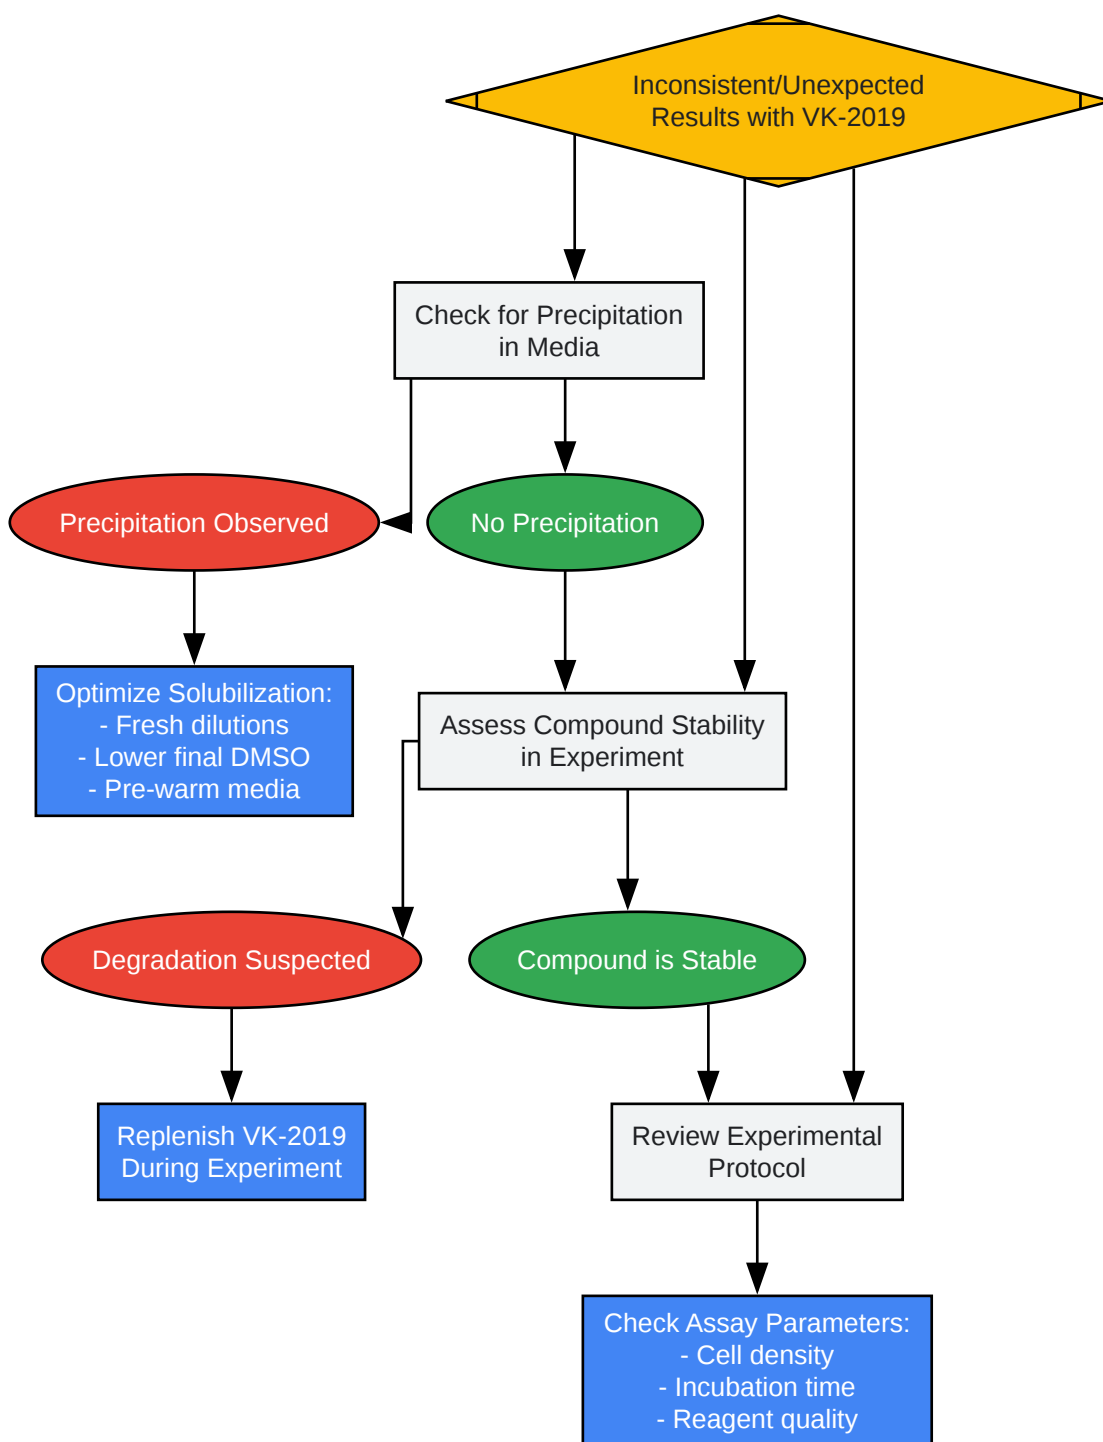 Inconsistent/Unexpected
Results with VK-2019
Check for Precipitation
in Media
Precipitation Observed
No Precipitation
Optimize Solubilization:
- Fresh dilutions
- Lower final DMSO
- Pre-warm media
Assess Compound Stability
in Experiment
Degradation Suspected
Compound is Stable
Replenish VK-2019
During Experiment
Review Experimental
Protocol
Check Assay Parameters:
- Cell density
- Incubation time
- Reagent quality